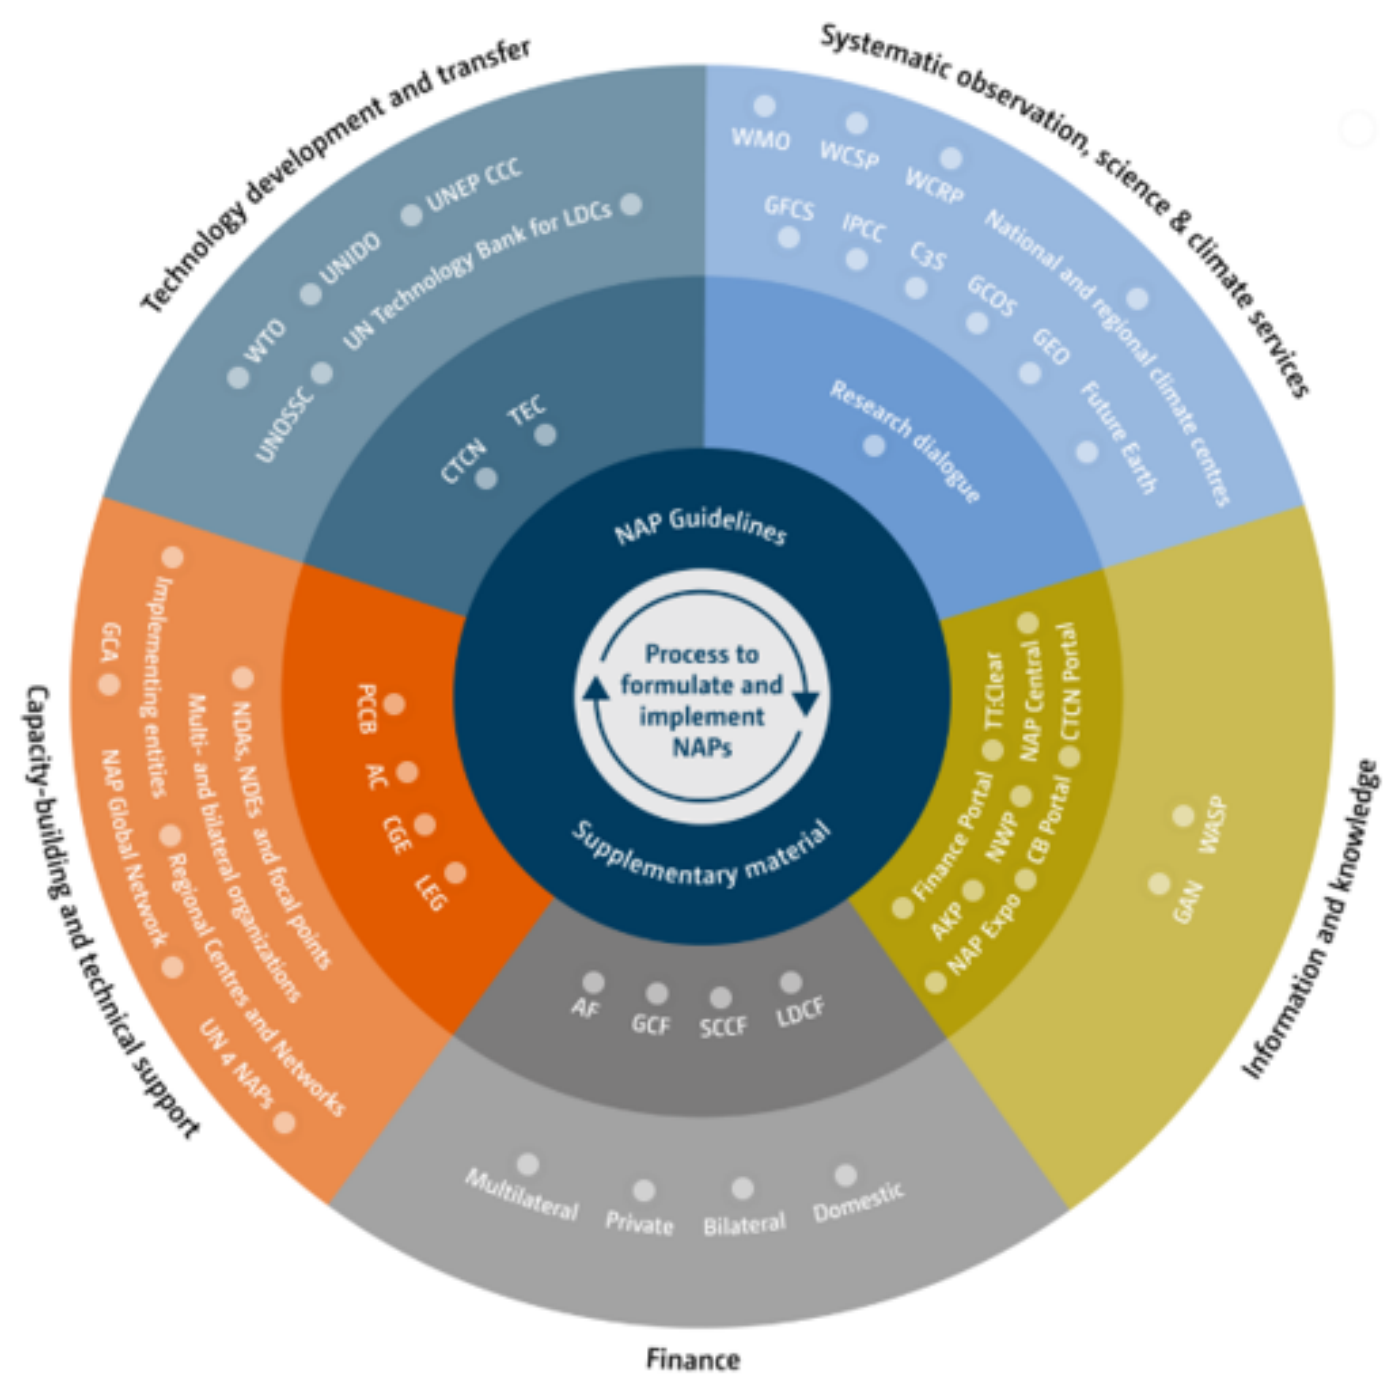 Technology development and transfer
UNEP CCC
UNIDO
WTO
UN Technology Bank for LDCs
UNOSSC
CTCN
TEC
Systematic observation, science & climate services
WMO
WCSP
WCRP
National and regional climate centres
GFCS
IPCC
C3S
GCOS
GEO
Future Earth
Research dialogue
Information and knowledge
TT:Clear
NAP Central
CTCN Portal
Finance Portal
NWP
CB Portal
AKP
NAP Expo
WASP
GAN
Finance
AF
GCF
SCCF
LDCF
Multilateral
Private
Bilateral
Domestic
Capacity-building and technical support
PCCB
AC
CGE
LEG
GCA
Implementing entities
NDAs, NDEs and focal points
Multi- and bilateral organizations
Regional Centres and Networks
NAP Global Network
UN 4 NAPs
NAP Guidelines
Process to
formulate and
implement
NAPs
Supplementary material